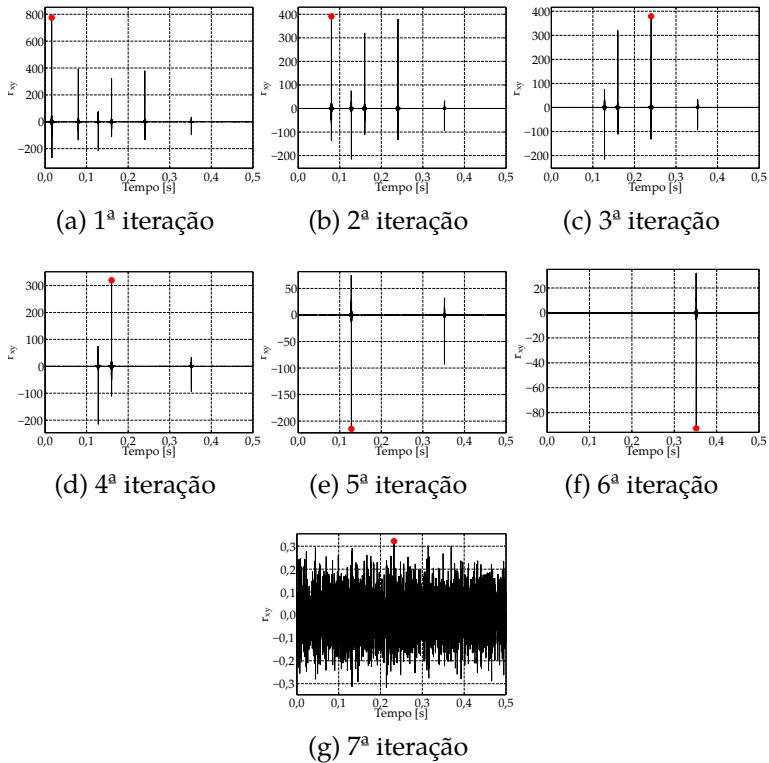 800
600
400
200
0
−200
r_xy
0,0 0,1 0,2 0,3 0,4 0,5
Tempo [s]
(a) 1ª iteração
400
300
200
100
0
−100
−200
r_xy
0,0 0,1 0,2 0,3 0,4 0,5
Tempo [s]
(b) 2ª iteração
400
300
200
100
0
−100
−200
r_xy
0,0 0,1 0,2 0,3 0,4 0,5
Tempo [s]
(c) 3ª iteração
300
200
100
0
−100
−200
r_xy
0,0 0,1 0,2 0,3 0,4 0,5
Tempo [s]
(d) 4ª iteração
50
0
−50
−100
−150
−200
r_xy
0,0 0,1 0,2 0,3 0,4 0,5
Tempo [s]
(e) 5ª iteração
20
0
−20
−40
−60
−80
r_xy
0,0 0,1 0,2 0,3 0,4 0,5
Tempo [s]
(f) 6ª iteração
0,3
0,2
0,1
0,0
−0,1
−0,2
−0,3
r_xy
0,0 0,1 0,2 0,3 0,4 0,5
Tempo [s]
(g) 7ª iteração